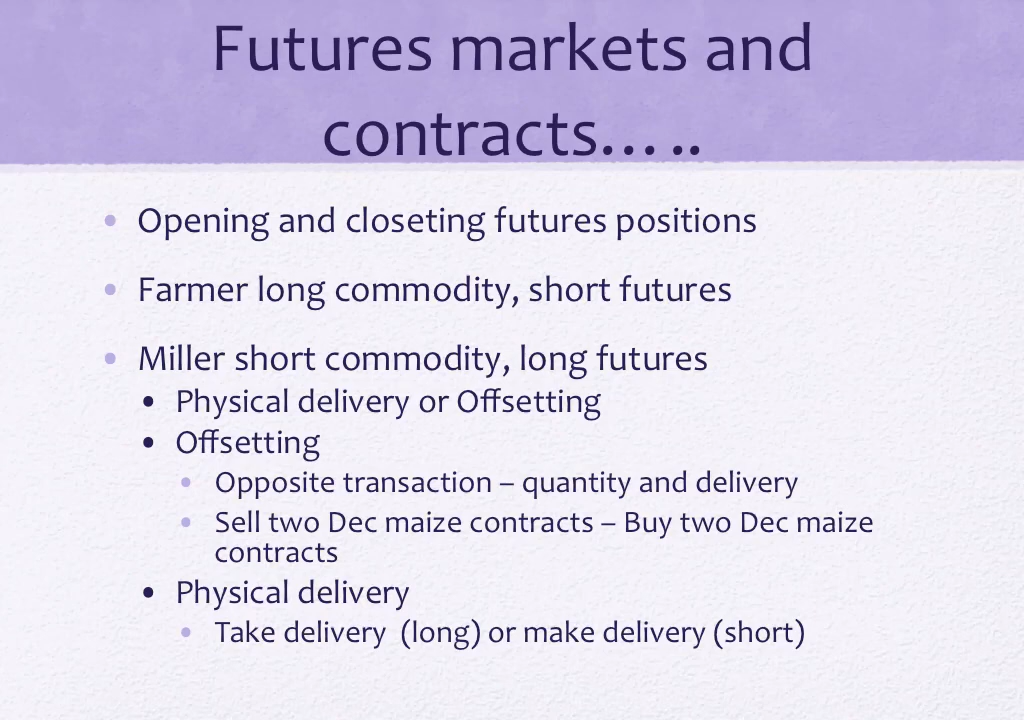 Futures markets and
contracts…..
• Opening and closeting futures positions
• Farmer long commodity, short futures
• Miller short commodity, long futures
• Physical delivery or Offsetting
• Offsetting
• Opposite transaction – quantity and delivery
• Sell two Dec maize contracts – Buy two Dec maize
contracts
• Physical delivery
• Take delivery  (long) or make delivery (short)